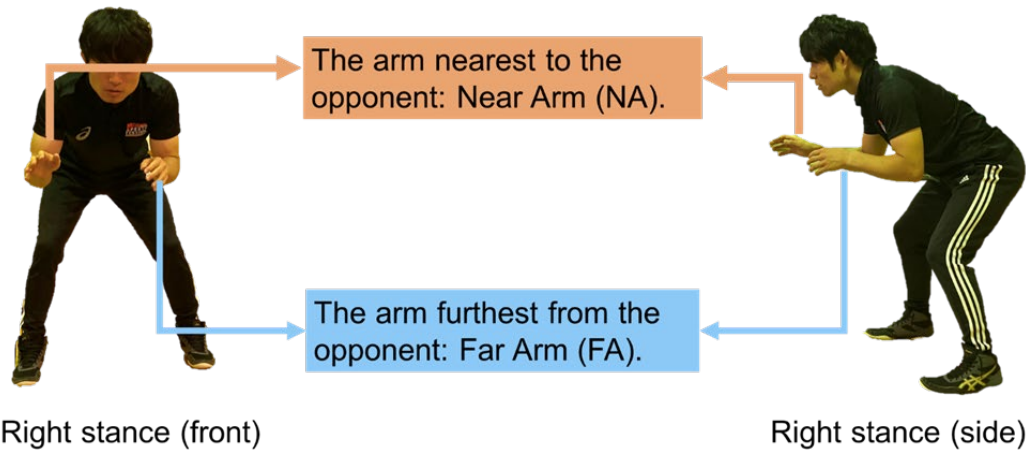 The arm nearest to the
opponent: Near Arm (NA).
The arm furthest from the
opponent: Far Arm (FA).
Right stance (front)
Right stance (side)